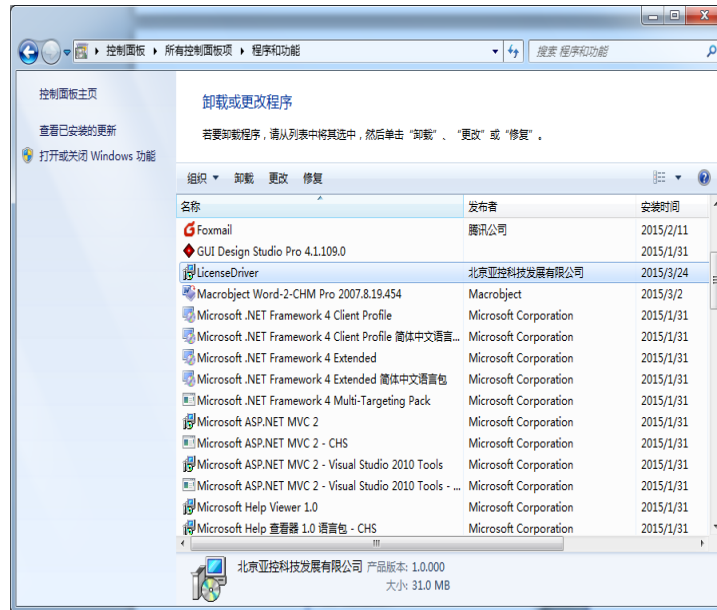 控制面板 ▸ 所有控制面板项 ▸ 程序和功能
搜索 程序和功能
控制面板主页
查看已安装的更新
打开或关闭 Windows 功能
卸载或更改程序
若要卸载程序，请从列表中将其选中，然后单击“卸载”、“更改”或“修复”。
组织 卸载 更改 修复
名称 发布者 安装时间
Foxmail 腾讯公司 2015/2/11
GUI Design Studio Pro 4.1.109.0 2015/1/31
LicenseDriver 北京亚控科技发展有限公司 2015/3/24
Macrobject Word-2-CHM Pro 2007.8.19.454 Macrobject 2015/3/2
Microsoft .NET Framework 4 Client Profile Microsoft Corporation 2015/1/31
Microsoft .NET Framework 4 Client Profile 简体中文语言... Microsoft Corporation 2015/1/31
Microsoft .NET Framework 4 Extended Microsoft Corporation 2015/1/31
Microsoft .NET Framework 4 Extended 简体中文语言包 Microsoft Corporation 2015/1/31
Microsoft .NET Framework 4 Multi-Targeting Pack Microsoft Corporation 2015/1/31
Microsoft ASP.NET MVC 2 Microsoft Corporation 2015/1/31
Microsoft ASP.NET MVC 2 - CHS Microsoft Corporation 2015/1/31
Microsoft ASP.NET MVC 2 - Visual Studio 2010 Tools Microsoft Corporation 2015/1/31
Microsoft ASP.NET MVC 2 - Visual Studio 2010 Tools - ... Microsoft Corporation 2015/1/31
Microsoft Help Viewer 1.0 Microsoft Corporation 2015/1/31
Microsoft Help 查看器 1.0 语言包 - CHS Microsoft Corporation 2015/1/31
北京亚控科技发展有限公司 产品版本: 1.0.000
大小: 31.0 MB